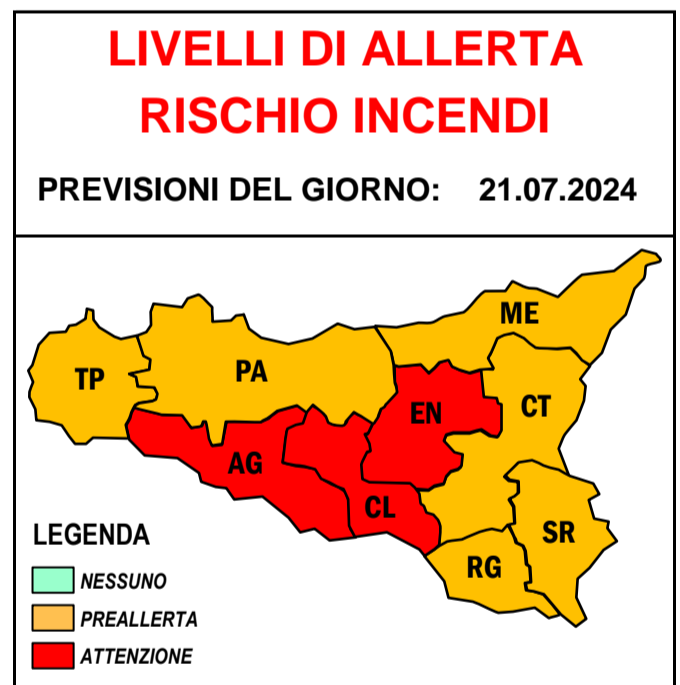 LIVELLI DI ALLERTA
RISCHIO INCENDI
PREVISIONI DEL GIORNO: 21.07.2024
ME
TP
PA
EN
CT
AG
CL
SR
RG
LEGENDA
NESSUNO
PREALLERTA
ATTENZIONE